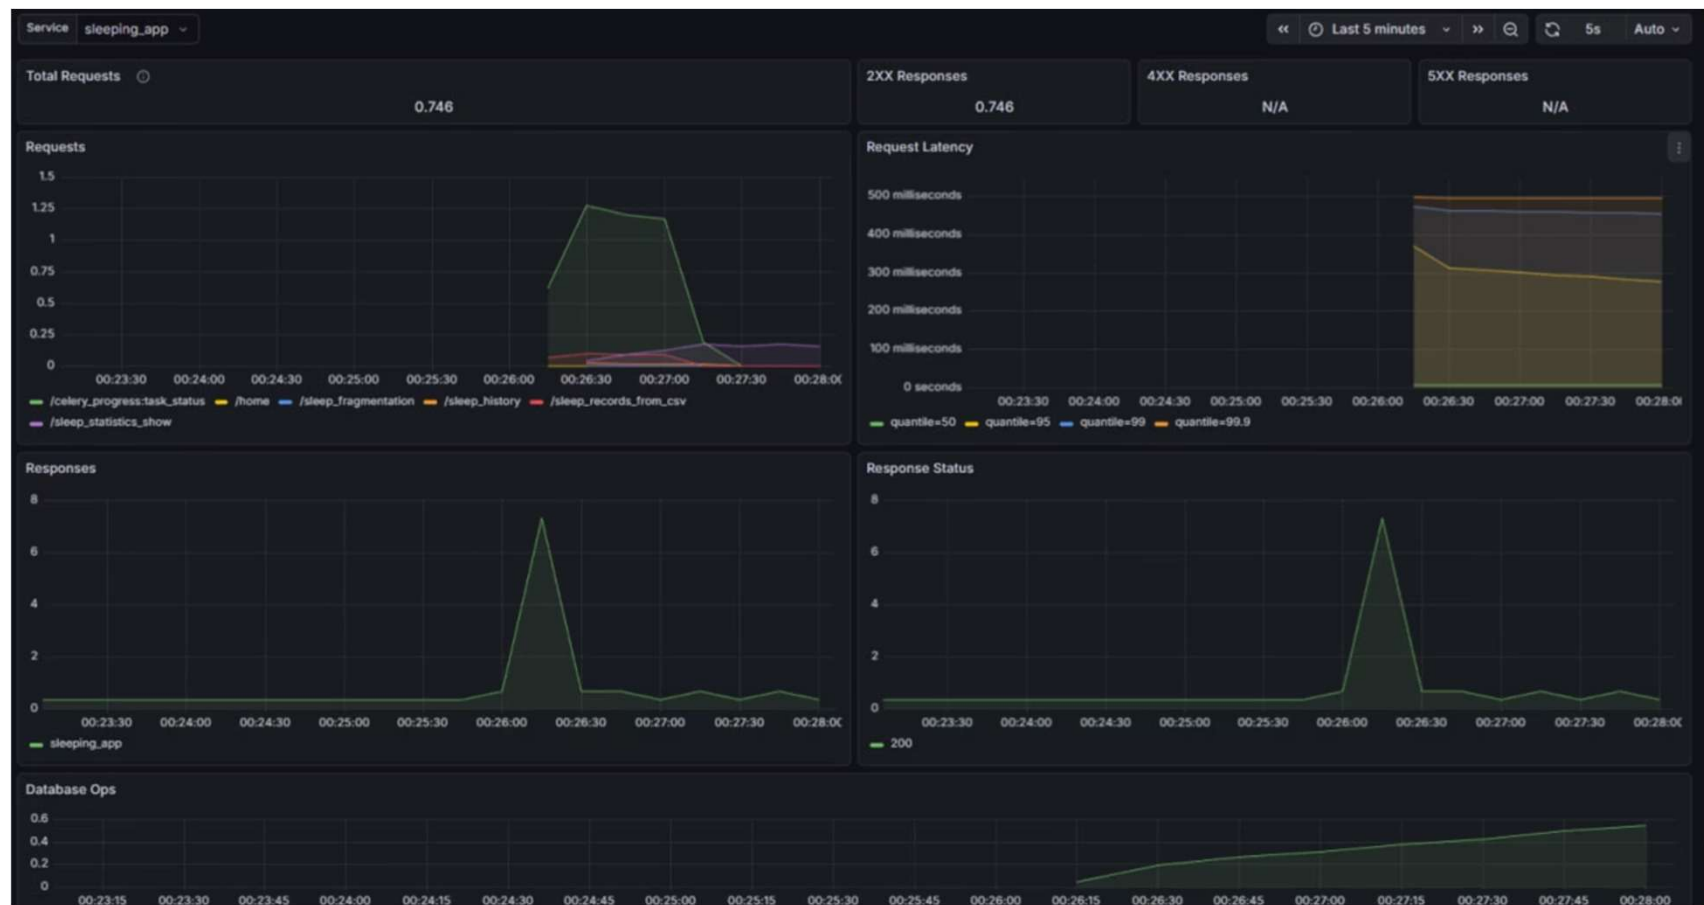 Service sleeping_app Last 5 minutes 5s Auto
Total Requests
0.746
2XX Responses
0.746
4XX Responses
N/A
5XX Responses
N/A
Requests
1.5
1.25
1
0.75
0.5
0.25
0
00:23:30 00:24:00 00:24:30 00:25:00 00:25:30 00:26:00 00:26:30 00:27:00 00:27:30 00:28:0
/celery_progress:task_status /home /sleep_fragmentation /sleep_history /sleep_records_from_csv
/sleep_statistics_show
Request Latency
500 milliseconds
400 milliseconds
300 milliseconds
200 milliseconds
100 milliseconds
0 seconds
00:23:30 00:24:00 00:24:30 00:25:00 00:25:30 00:26:00 00:26:30 00:27:00 00:27:30 00:28:0
quantile=50 quantile=95 quantile=99 quantile=99.9
Responses
8
6
4
2
0
00:23:30 00:24:00 00:24:30 00:25:00 00:25:30 00:26:00 00:26:30 00:27:00 00:27:30 00:28:0
sleeping_app
Response Status
8
6
4
2
0
00:23:30 00:24:00 00:24:30 00:25:00 00:25:30 00:26:00 00:26:30 00:27:00 00:27:30 00:28:0
200
Database Ops
0.6
0.4
0.2
0
00:23:15 00:23:30 00:23:45 00:24:00 00:24:15 00:24:30 00:24:45 00:25:00 00:25:15 00:25:30 00:25:45 00:26:00 00:26:15 00:26:30 00:26:45 00:27:00 00:27:15 00:27:30 00:27:45 00:28:00